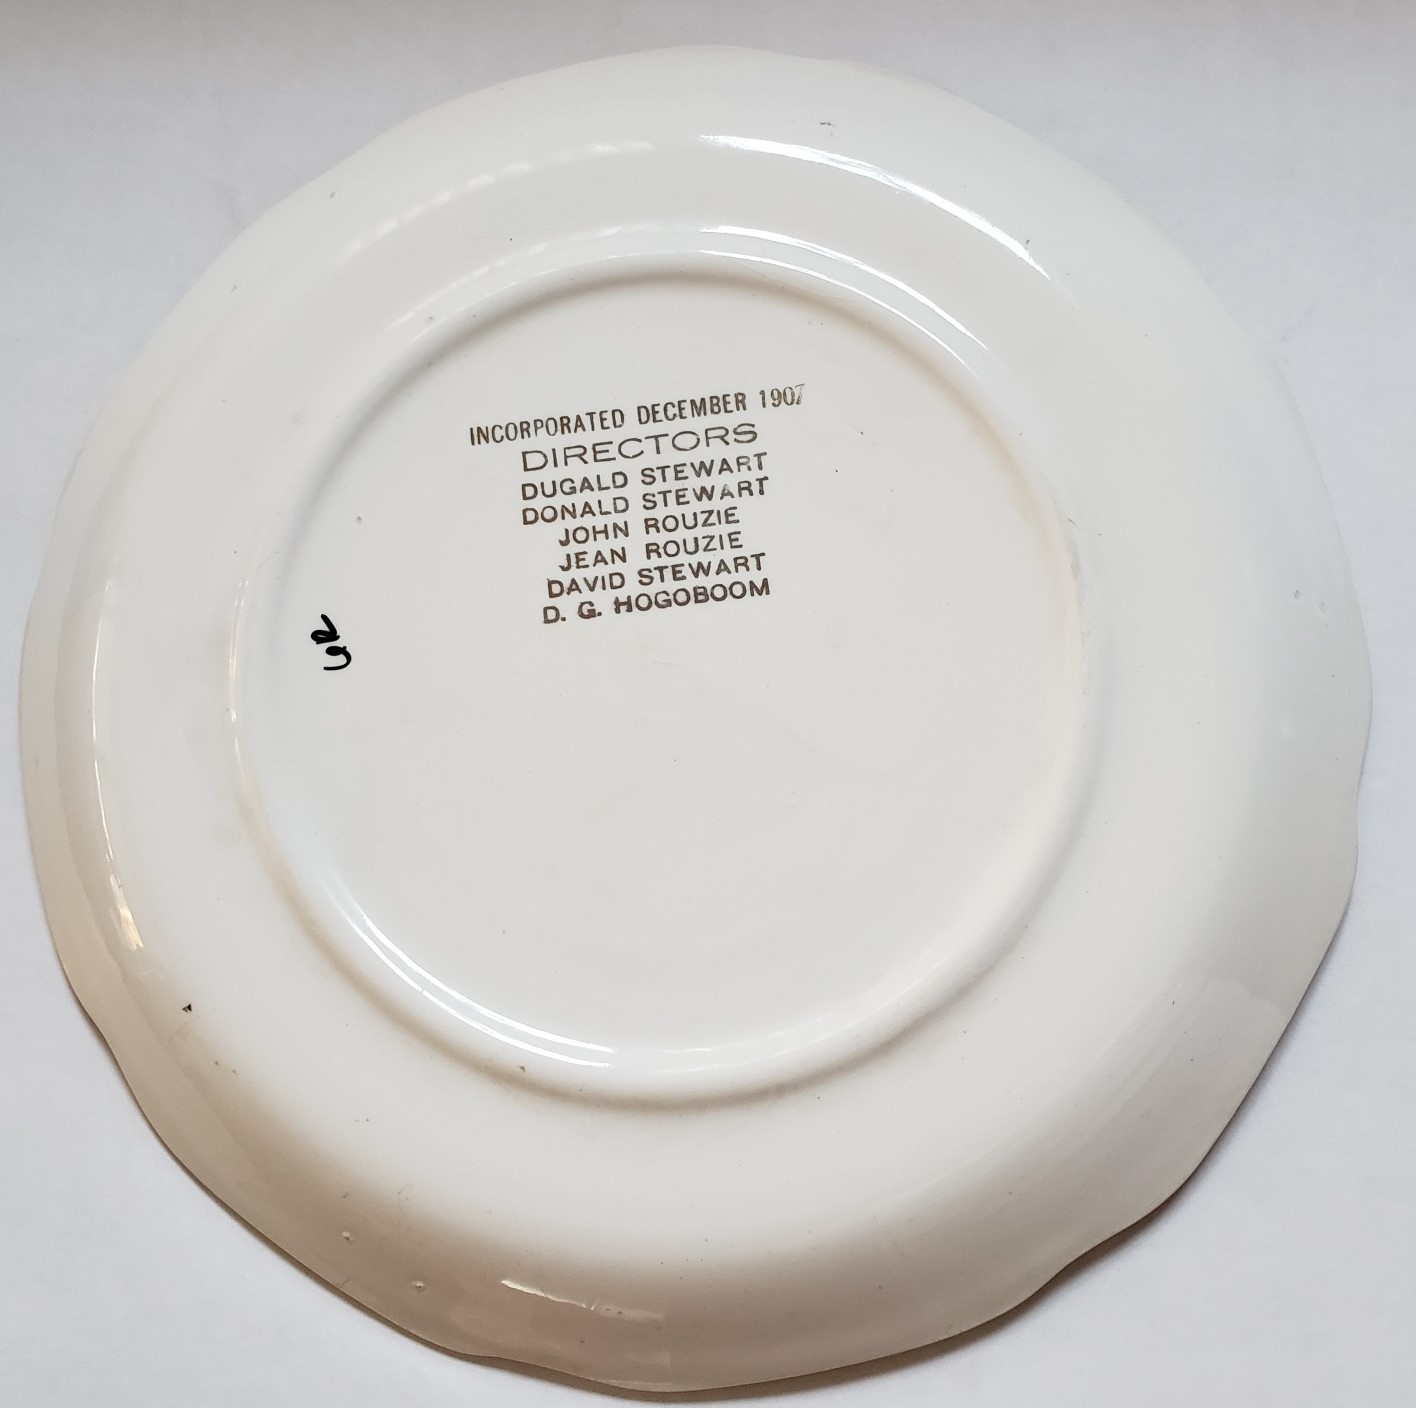 INCORPORATED DECEMBER 1907
DIRECTORS
DUGALD STEWART
DONALD STEWART
JOHN ROUZIE
JEAN ROUZIE
DAVID STEWART
D. G. HOGOBOOM